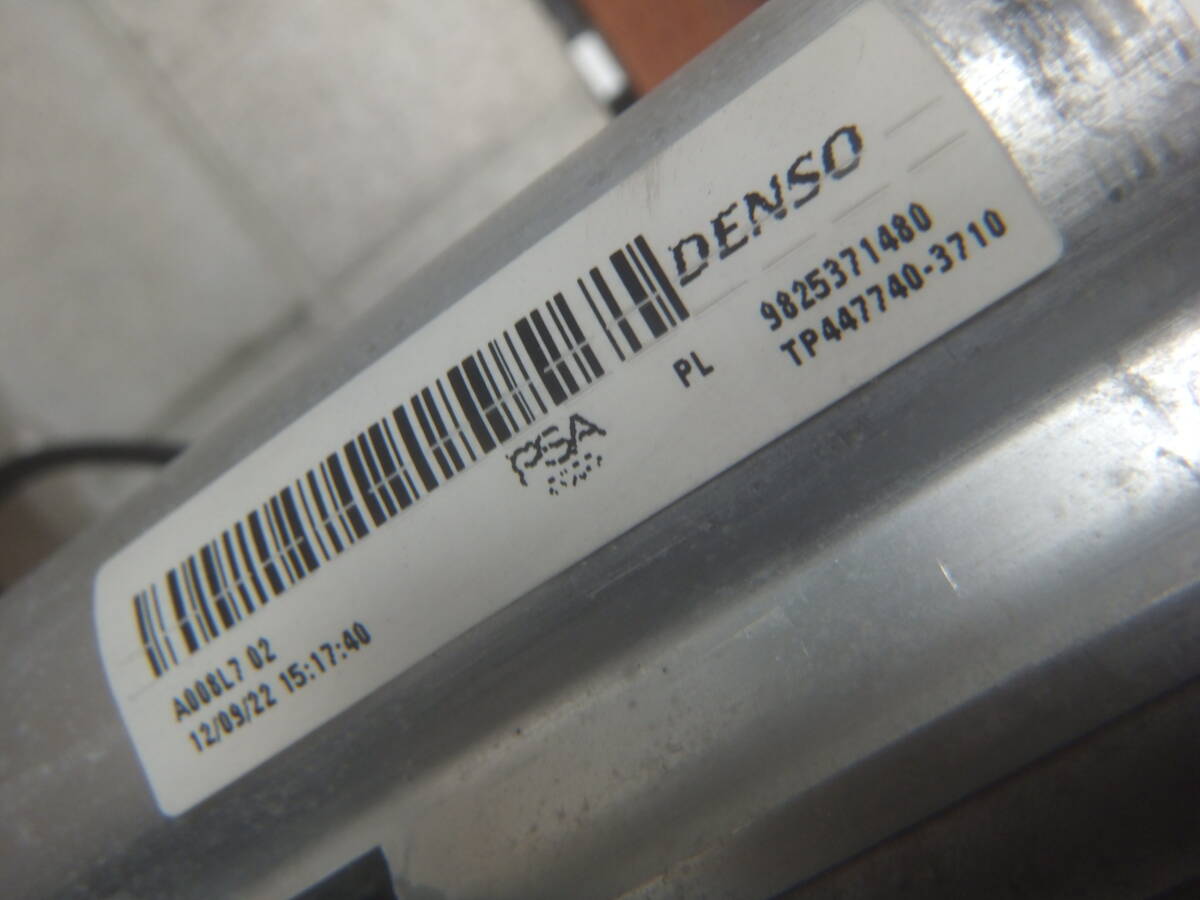 DENSO
9825371480
TP447740-3710
PL
PSA
A008L7 02
12/09/22 15:17:40